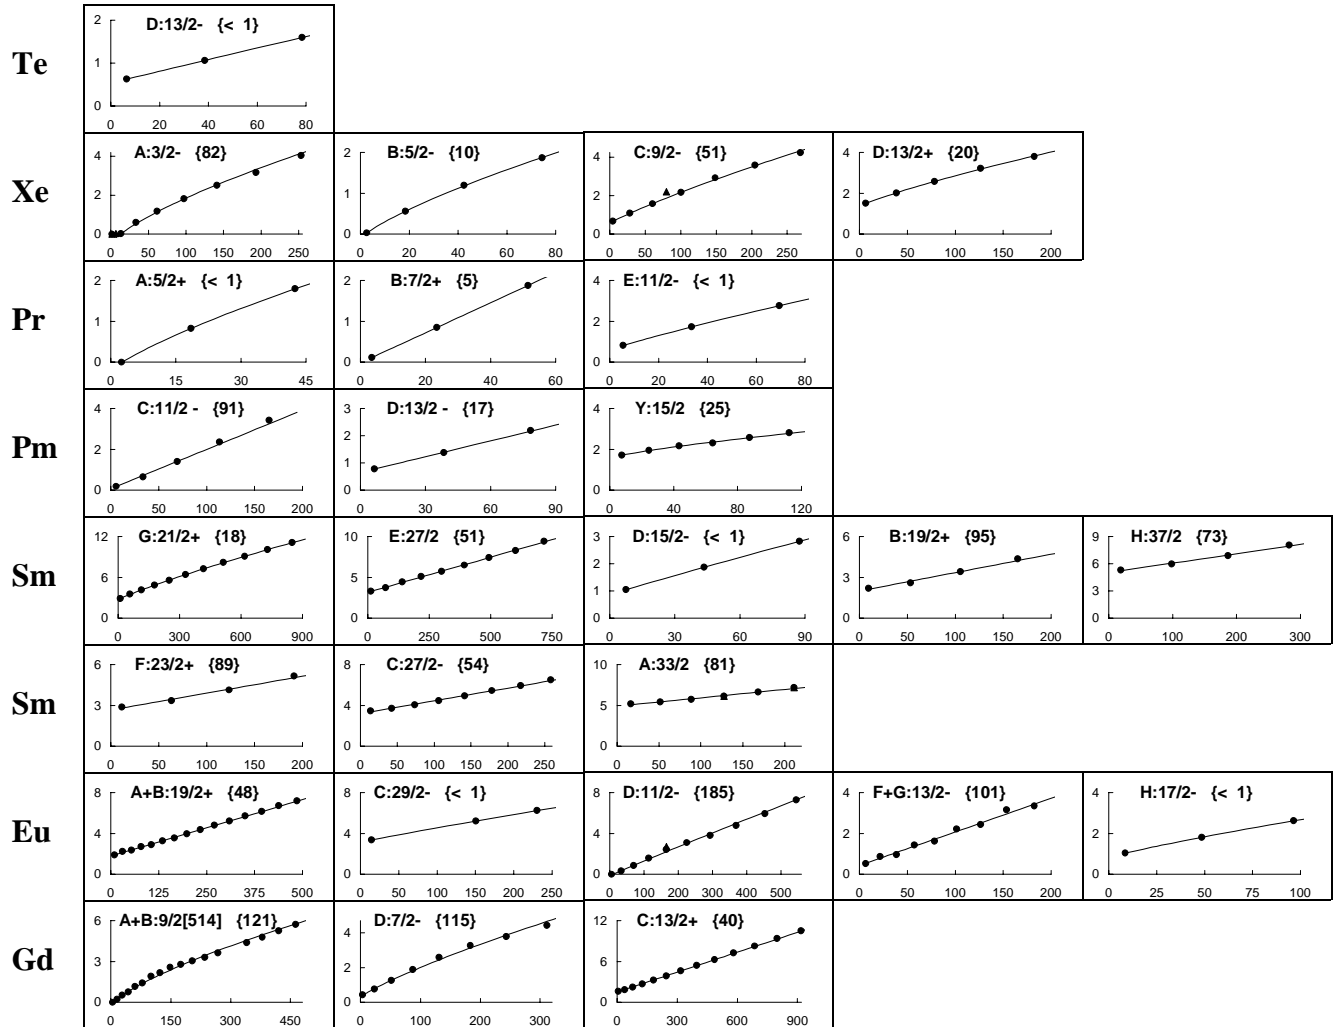 Te
D:13/2- {< 1}
2
1
0
0 20 40 60 80
Xe
A:3/2- {82}
4
2
0
0 50 100 150 200 250
B:5/2- {10}
2
1
0
0 20 40 60 80
C:9/2- {51}
4
2
0
0 50 100 150 200 250
D:13/2+ {20}
4
2
0
0 50 100 150 200
Pr
A:5/2+ {< 1}
2
1
0
0 15 30 45
B:7/2+ {5}
2
1
0
0 20 40 60
E:11/2- {< 1}
4
2
0
0 20 40 60 80
Pm
C:11/2 - {91}
4
2
0
0 50 100 150 200
D:13/2 - {17}
3
2
1
0
0 30 60 90
Y:15/2 {25}
4
2
0
0 40 80 120
Sm
G:21/2+ {18}
12
6
0
0 300 600 900
E:27/2 {51}
10
5
0
0 250 500 750
D:15/2- {< 1}
3
2
1
0
0 30 60 90
B:19/2+ {95}
6
3
0
0 50 100 150 200
H:37/2 {73}
9
6
3
0
0 100 200 300
Sm
F:23/2+ {89}
6
3
0
0 50 100 150 200
C:27/2- {54}
8
4
0
0 50 100 150 200 250
A:33/2 {81}
10
5
0
0 50 100 150 200
Eu
A+B:19/2+ {48}
8
4
0
0 125 250 375 500
C:29/2- {< 1}
8
4
0
0 50 100 150 200 250
D:11/2- {185}
8
4
0
0 100 200 300 400 500
F+G:13/2- {101}
4
2
0
0 50 100 150 200
H:17/2- {< 1}
4
2
0
0 25 50 75 100
Gd
A+B:9/2[514] {121}
6
3
0
0 150 300 450
D:7/2- {115}
4
2
0
0 100 200 300
C:13/2+ {40}
12
6
0
0 300 600 900